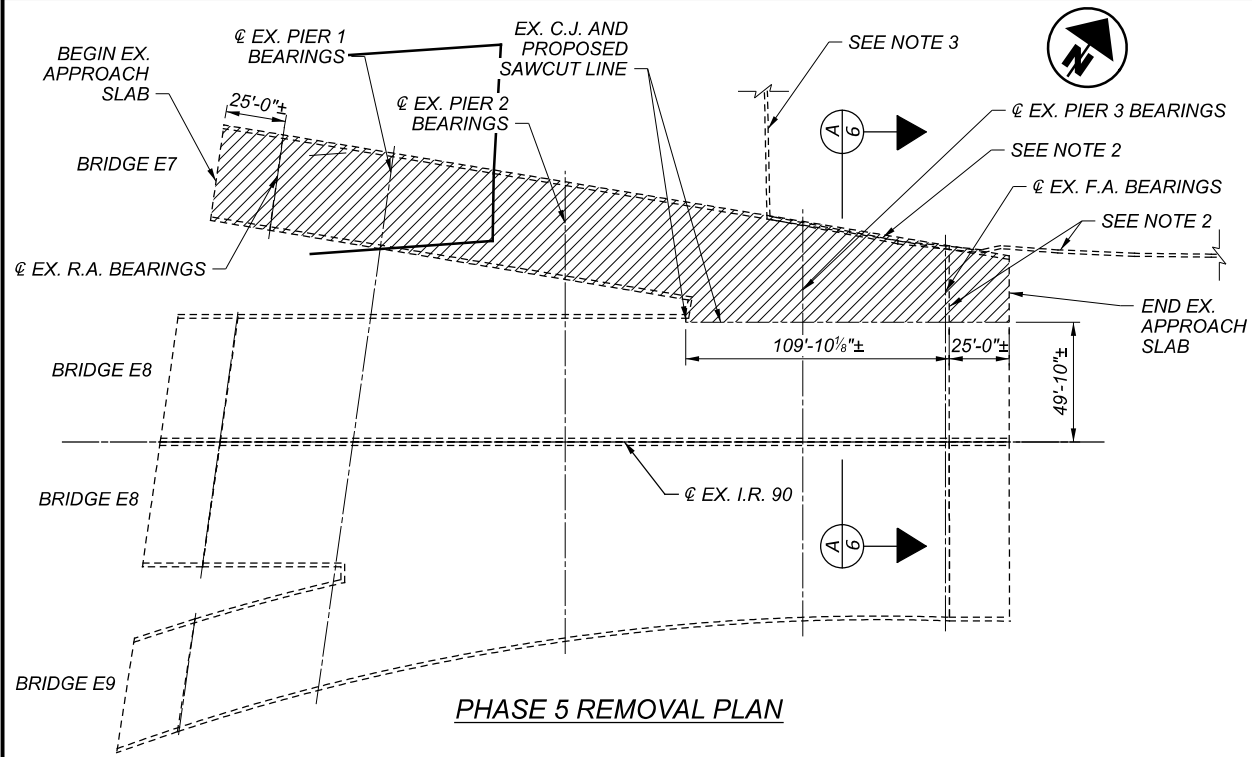 ℄ EX. PIER 1
BEARINGS
EX. C.J. AND
PROPOSED
SAWCUT LINE
SEE NOTE 3
N
BEGIN EX.
APPROACH
SLAB
25'-0"±
℄ EX. PIER 2
BEARINGS
A
6
℄ EX. PIER 3 BEARINGS
SEE NOTE 2
BRIDGE E7
℄ EX. F.A. BEARINGS
SEE NOTE 2
℄ EX. R.A. BEARINGS
END EX.
APPROACH
SLAB
109'-10⅛"±
25'-0"±
49'-10"±
BRIDGE E8
BRIDGE E8
℄ EX. I.R. 90
A
6
BRIDGE E9
PHASE 5 REMOVAL PLAN